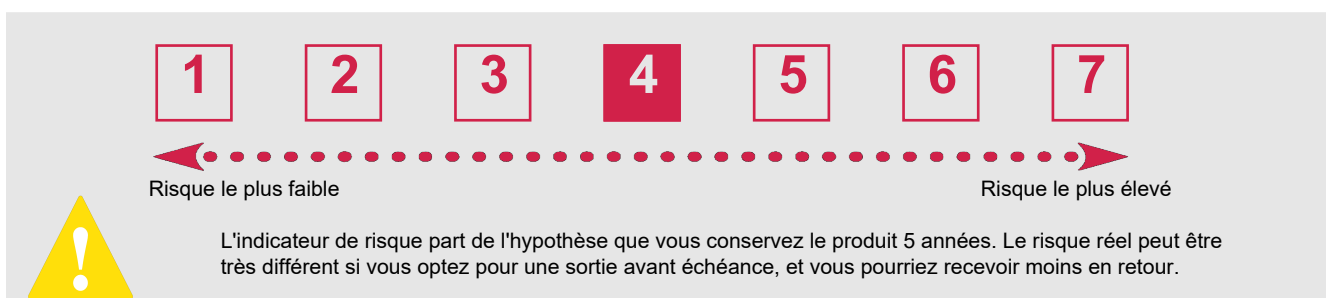 1 2 3 4 5 6 7
Risque le plus faible Risque le plus élevé
L'indicateur de risque part de l'hypothèse que vous conservez le produit 5 années. Le risque réel peut être
très différent si vous optez pour une sortie avant échéance, et vous pourriez recevoir moins en retour.